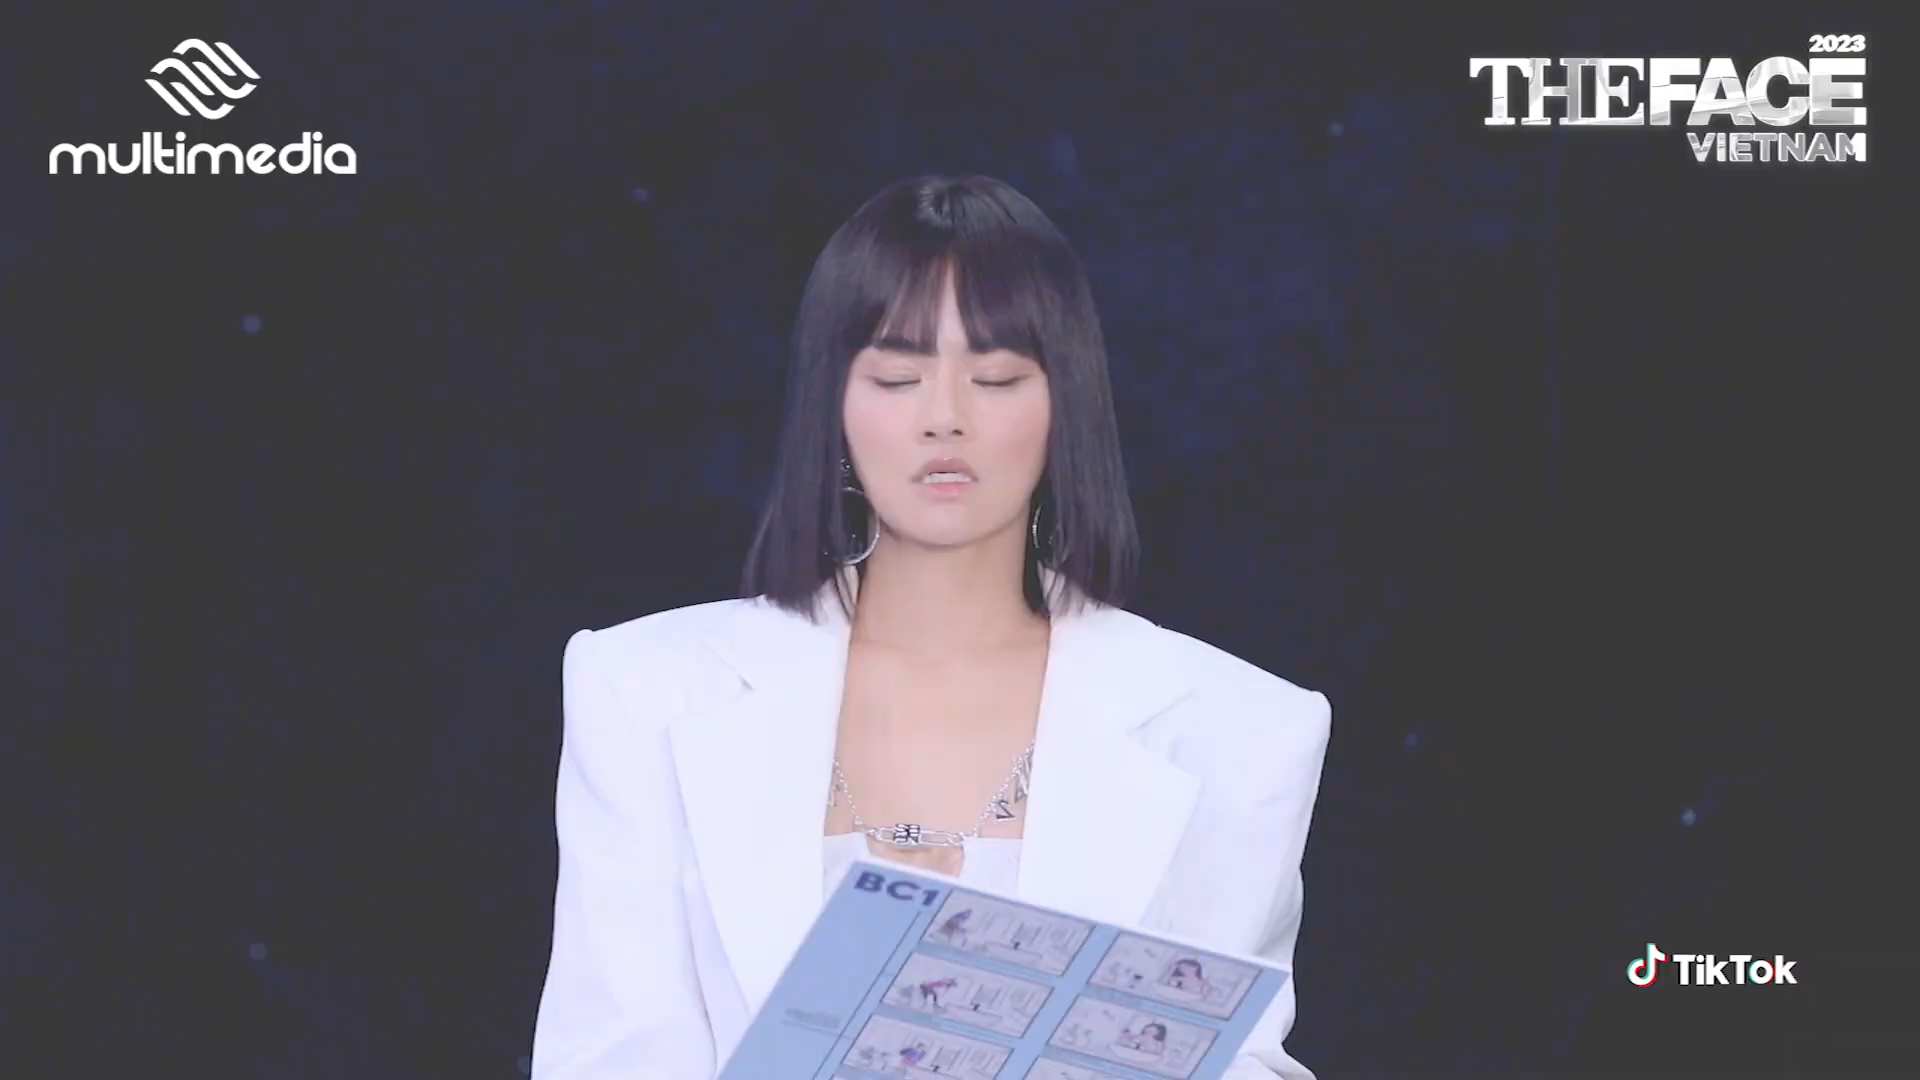 multimedia
2023
THE FACE
VIETNAM
BC1
TikTok